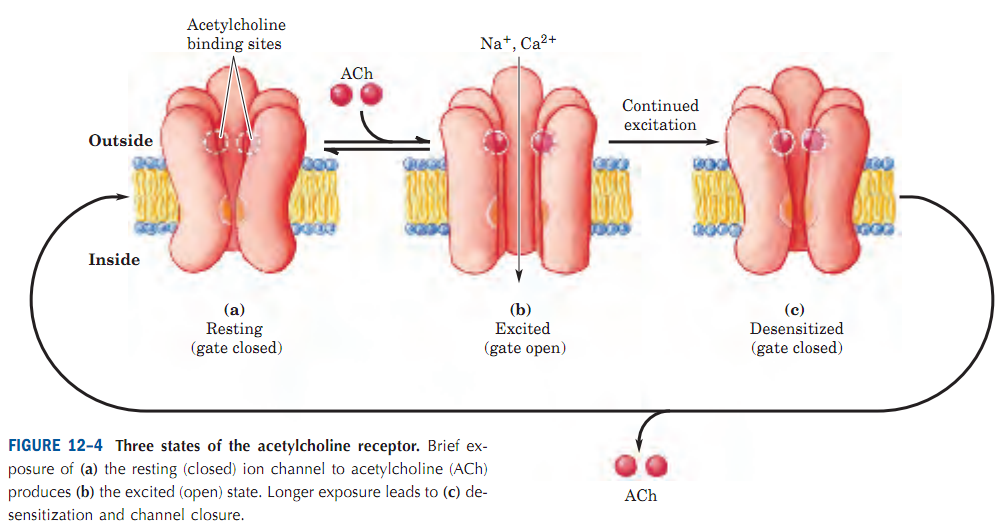 Acetylcholine
binding sites
ACh
Na⁺, Ca²⁺
Continued
excitation
Outside
Inside
(a)
Resting
(gate closed)
(b)
Excited
(gate open)
(c)
Desensitized
(gate closed)
FIGURE 12–4 Three states of the acetylcholine receptor. Brief ex-
posure of (a) the resting (closed) ion channel to acetylcholine (ACh)
produces (b) the excited (open) state. Longer exposure leads to (c) de-
sensitization and channel closure.
ACh